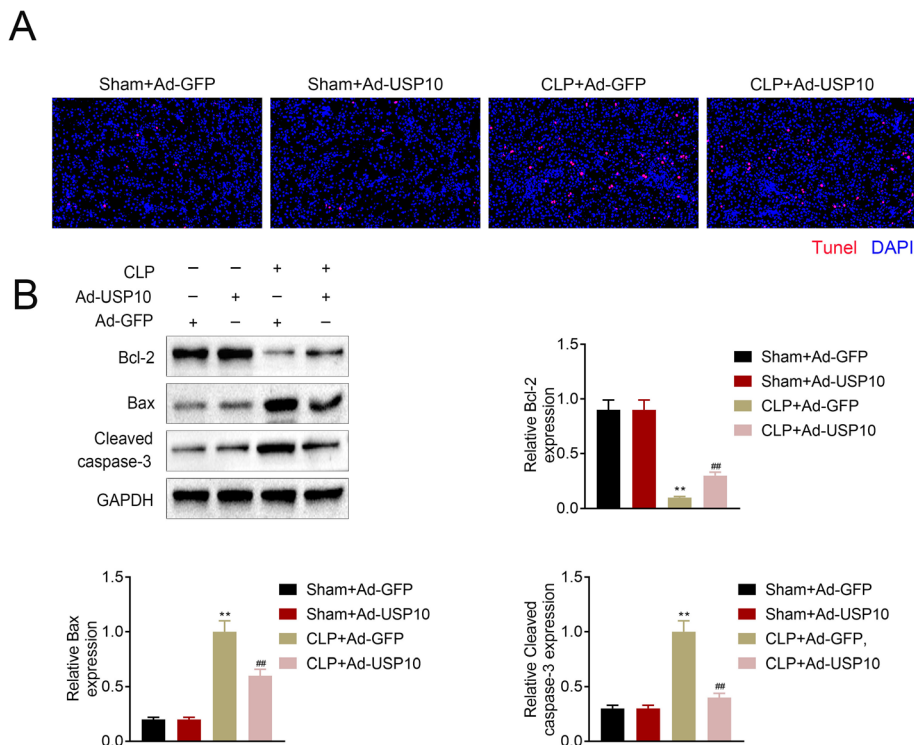 A
Sham+Ad-GFP Sham+Ad-USP10 CLP+Ad-GFP CLP+Ad-USP10
Tunel DAPI
B
CLP – – + +
Ad-USP10 – + – +
Ad-GFP + – + –
Bcl-2
Bax
Cleaved
caspase-3
GAPDH
Relative Bcl-2
expression
1.5
1.0
0.5
0.0
**
##
Sham+Ad-GFP
Sham+Ad-USP10
CLP+Ad-GFP
CLP+Ad-USP10
Relative Bax
expression
1.5
1.0
0.5
0.0
**
##
Sham+Ad-GFP
Sham+Ad-USP10
CLP+Ad-GFP
CLP+Ad-USP10
Relative Cleaved
caspase-3 expression
1.5
1.0
0.5
0.0
**
##
Sham+Ad-GFP
Sham+Ad-USP10
CLP+Ad-GFP,
CLP+Ad-USP10